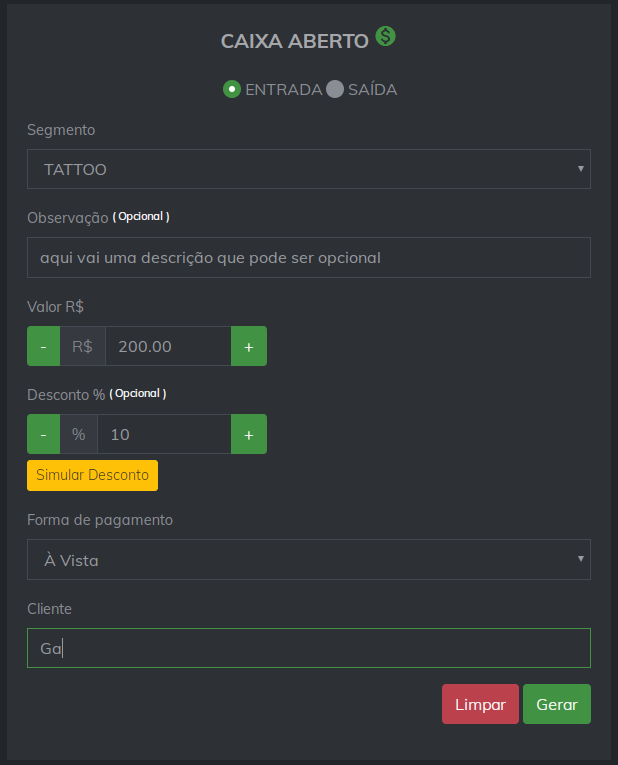 CAIXA ABERTO $
ENTRADA SAÍDA
Segmento
TATTOO
Observação ( Opcional )
aqui vai uma descrição que pode ser opcional
Valor R$
- R$ 200.00 +
Desconto % ( Opcional )
- % 10 +
Simular Desconto
Forma de pagamento
À Vista
Cliente
Ga
Limpar Gerar